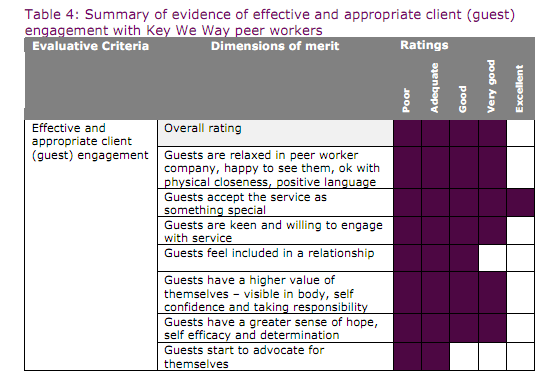 Table 4: Summary of evidence of effective and appropriate client (guest)
engagement with Key We Way peer workers
Evaluative Criteria Dimensions of merit Ratings
Poor Adequate Good Very good Excellent
Effective and
appropriate client
(guest) engagement
Overall rating
Guests are relaxed in peer worker
company, happy to see them, ok with
physical closeness, positive language
Guests accept the service as
something special
Guests are keen and willing to engage
with service
Guests feel included in a relationship
Guests have a higher value of
themselves – visible in body, self
confidence and taking responsibility
Guests have a greater sense of hope,
self efficacy and determination
Guests start to advocate for
themselves